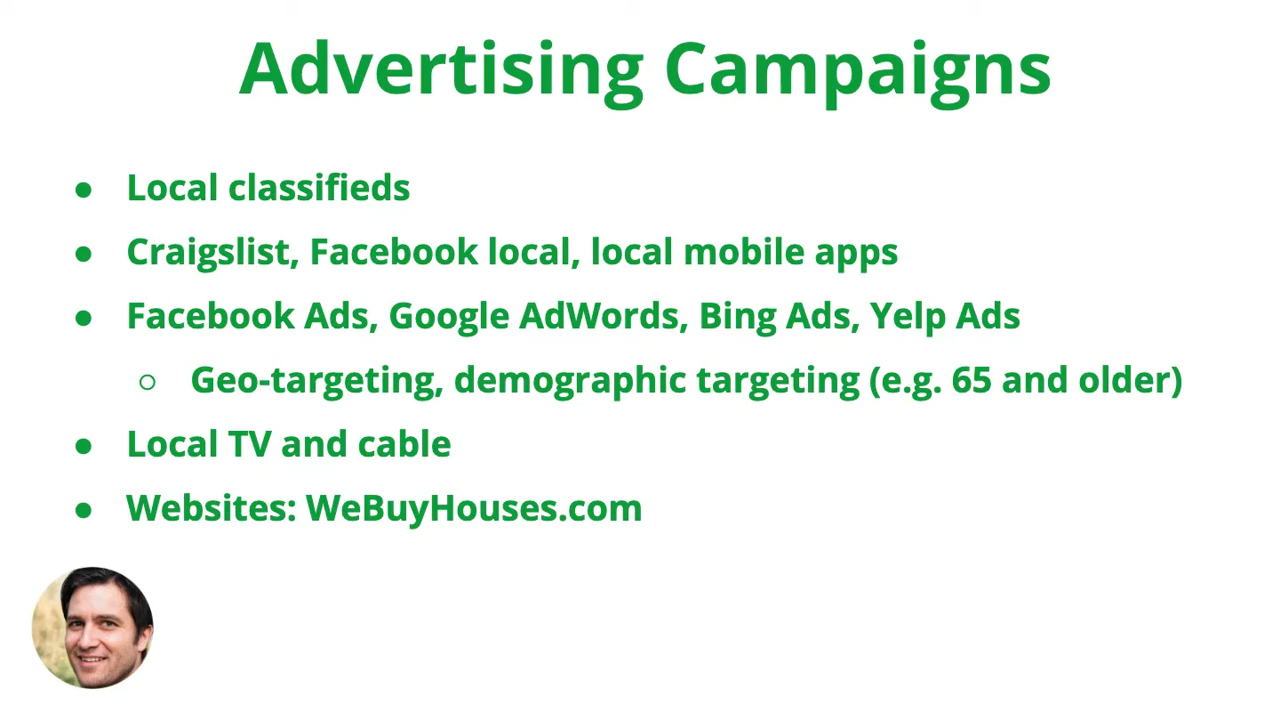 Advertising Campaigns
● Local classifieds
● Craigslist, Facebook local, local mobile apps
● Facebook Ads, Google AdWords, Bing Ads, Yelp Ads
○ Geo-targeting, demographic targeting (e.g. 65 and older)
● Local TV and cable
● Websites: WeBuyHouses.com